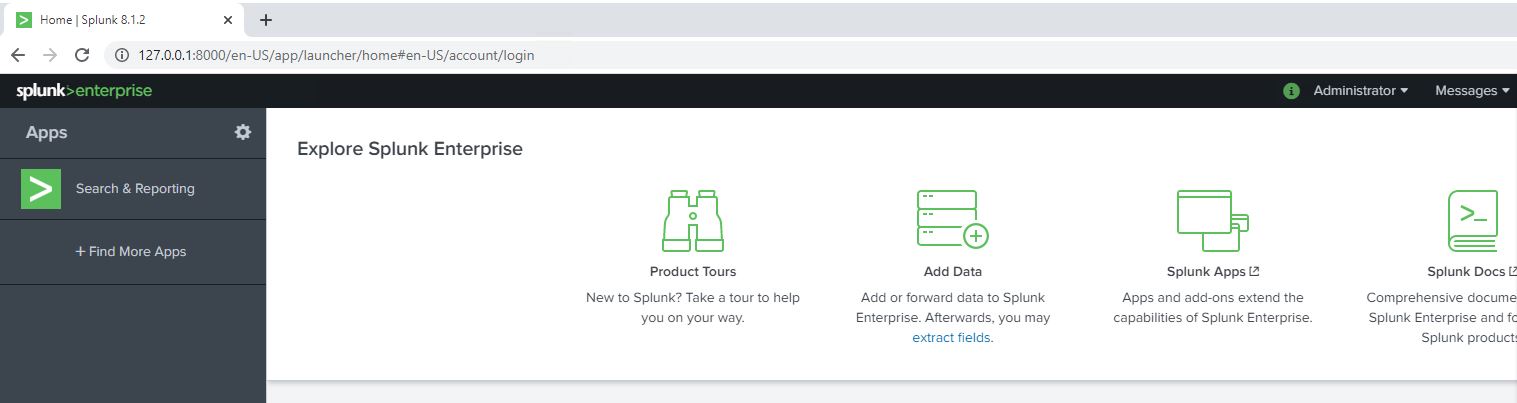 Home | Splunk 8.1.2
127.0.0.1:8000/en-US/app/launcher/home#en-US/account/login
splunk>enterprise
Administrator
Messages
Apps
Explore Splunk Enterprise
Search & Reporting
+ Find More Apps
Product Tours
New to Splunk? Take a tour to help
you on your way.
Add Data
Add or forward data to Splunk
Enterprise. Afterwards, you may
extract fields.
Splunk Apps
Apps and add-ons extend the
capabilities of Splunk Enterprise.
Splunk Docs
Comprehensive docume
Splunk Enterprise and fo
Splunk products